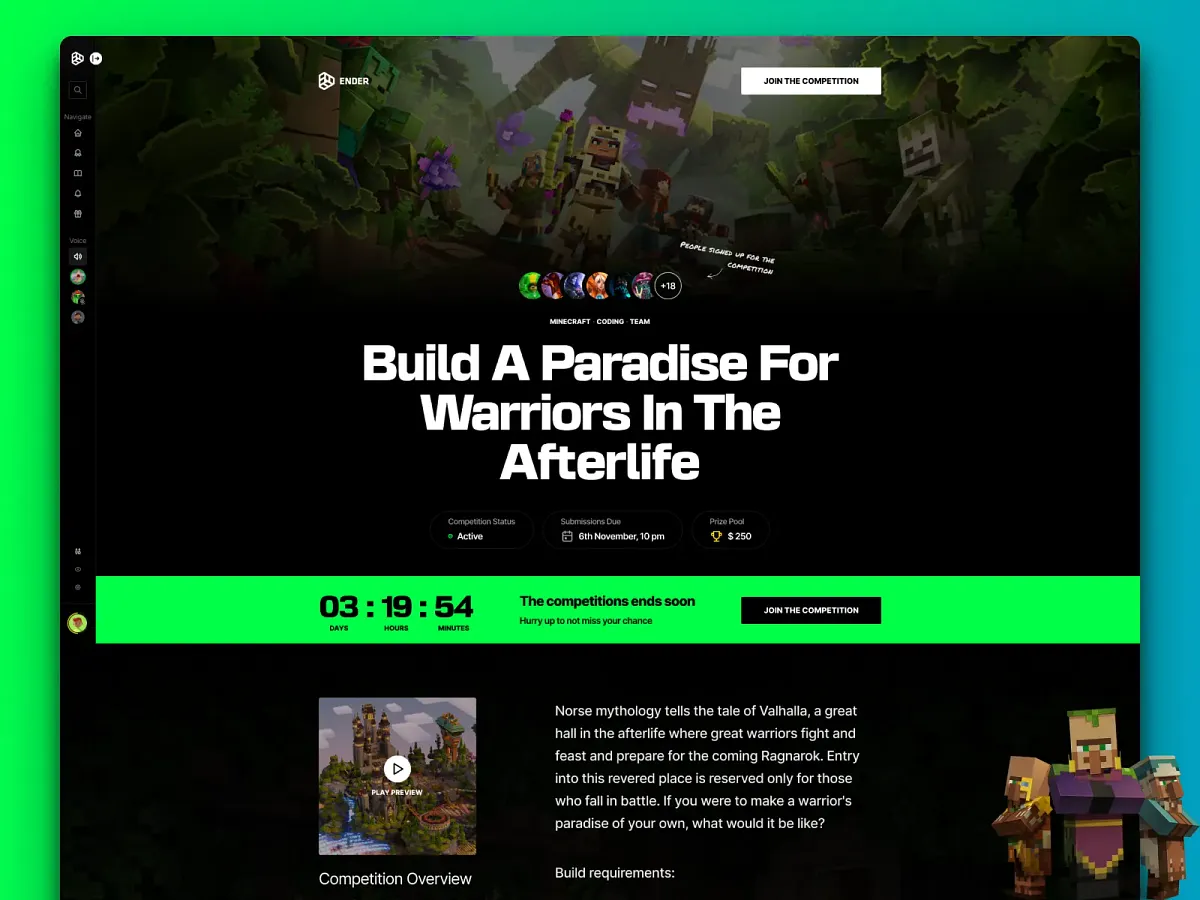 ENDER
JOIN THE COMPETITION
Navigate
Voice
PEOPLE SIGNED UP FOR THE
COMPETITION
+18
MINECRAFT · CODING · TEAM
Build A Paradise For
Warriors In The
Afterlife
Competition Status
Active
Submissions Due
6th November, 10 pm
Prize Pool
$ 250
03 : 19 : 54
DAYS HOURS MINUTES
The competitions ends soon
Hurry up to not miss your chance
JOIN THE COMPETITION
PLAY PREVIEW
Competition Overview
Norse mythology tells the tale of Valhalla, a great
hall in the afterlife where great warriors fight and
feast and prepare for the coming Ragnarok. Entry
into this revered place is reserved only for those
who fall in battle. If you were to make a warrior's
paradise of your own, what would it be like?
Build requirements: